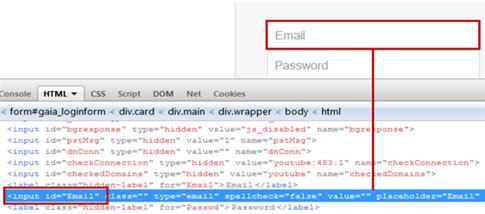 Email
Password
Console HTML ▾ CSS Script DOM Net Cookies
< form#gaia_loginform < div.card < div.main < div.wrapper < body < html
<input id="bgresponse" type="hidden" value="js_disabled" name="bgresponse">
<input id="pstMsg" type="hidden" value="1" name="pstMsg">
<input id="dnConn" type="hidden" value="" name="dnConn">
<input id="checkConnection" type="hidden" value="youtube:483:1" name="checkConnection">
<input id="checkedDomains" type="hidden" value="youtube" name="checkedDomains">
<label class="hidden-label" for="Email">Email</label>
<input id="Email" class="" type="email" spellcheck="false" value="" placeholder="Email"
<label class="hidden-label" for="Passwd">Password</label>